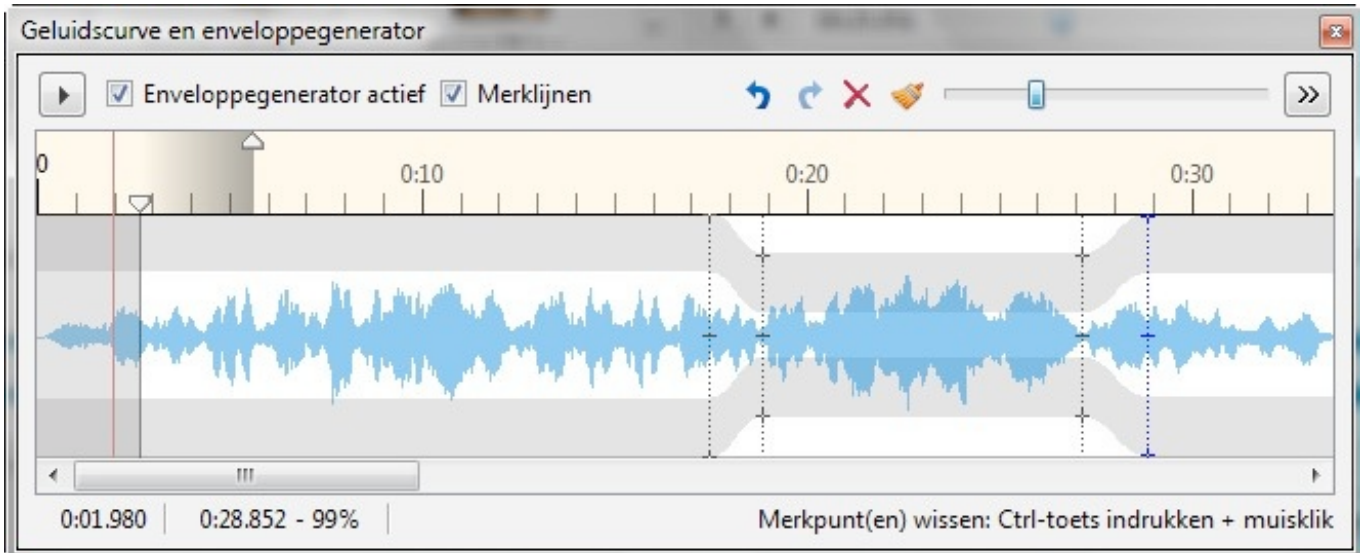 Geluidscurve en enveloppegenerator
Enveloppegenerator actief Merklijnen
0 0:10 0:20 0:30
0:01.980 0:28.852 - 99% Merkpunt(en) wissen: Ctrl-toets indrukken + muisklik